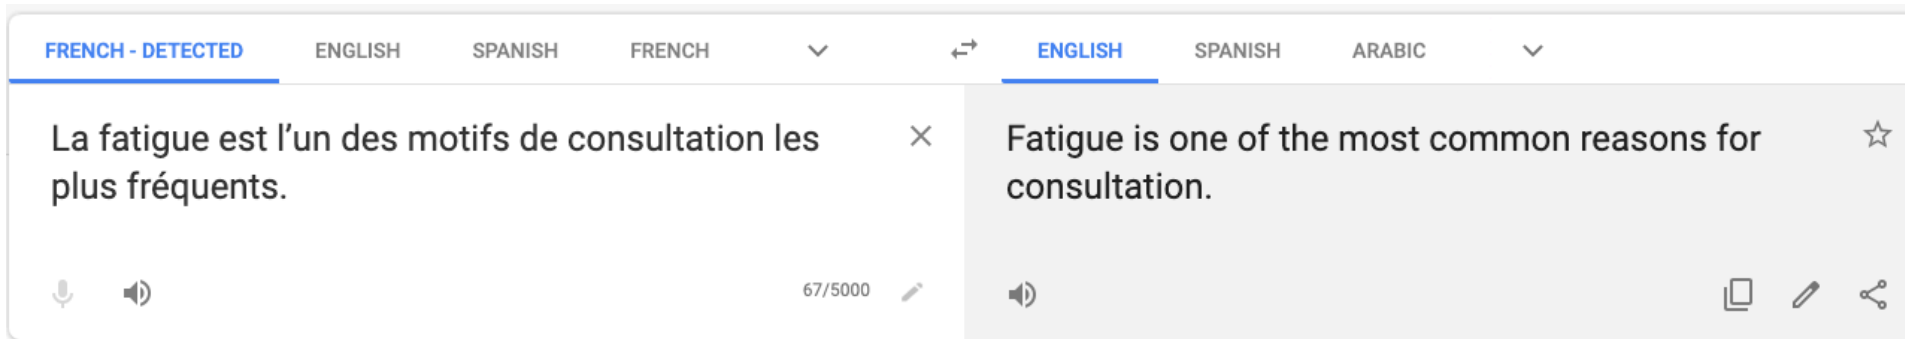 FRENCH - DETECTED ENGLISH SPANISH FRENCH ENGLISH SPANISH ARABIC
La fatigue est l’un des motifs de consultation les
plus fréquents.
67/5000
Fatigue is one of the most common reasons for
consultation.